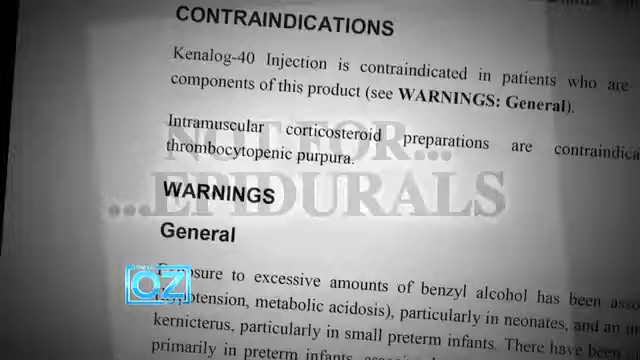 CONTRAINDICATIONS
Kenalog-40 Injection is contraindicated in patients who are
components of this product (see WARNINGS: General).
Intramuscular corticosteroid preparations are contraindica
thrombocytopenic purpura.
NOT FOR...
...EPIDURALS
WARNINGS
General
Exposure to excessive amounts of benzyl alcohol has been asso
(hypotension, metabolic acidosis), particularly in neonates, and an in
kernicterus, particularly in small preterm infants. There have been
primarily in preterm infants,
OZ